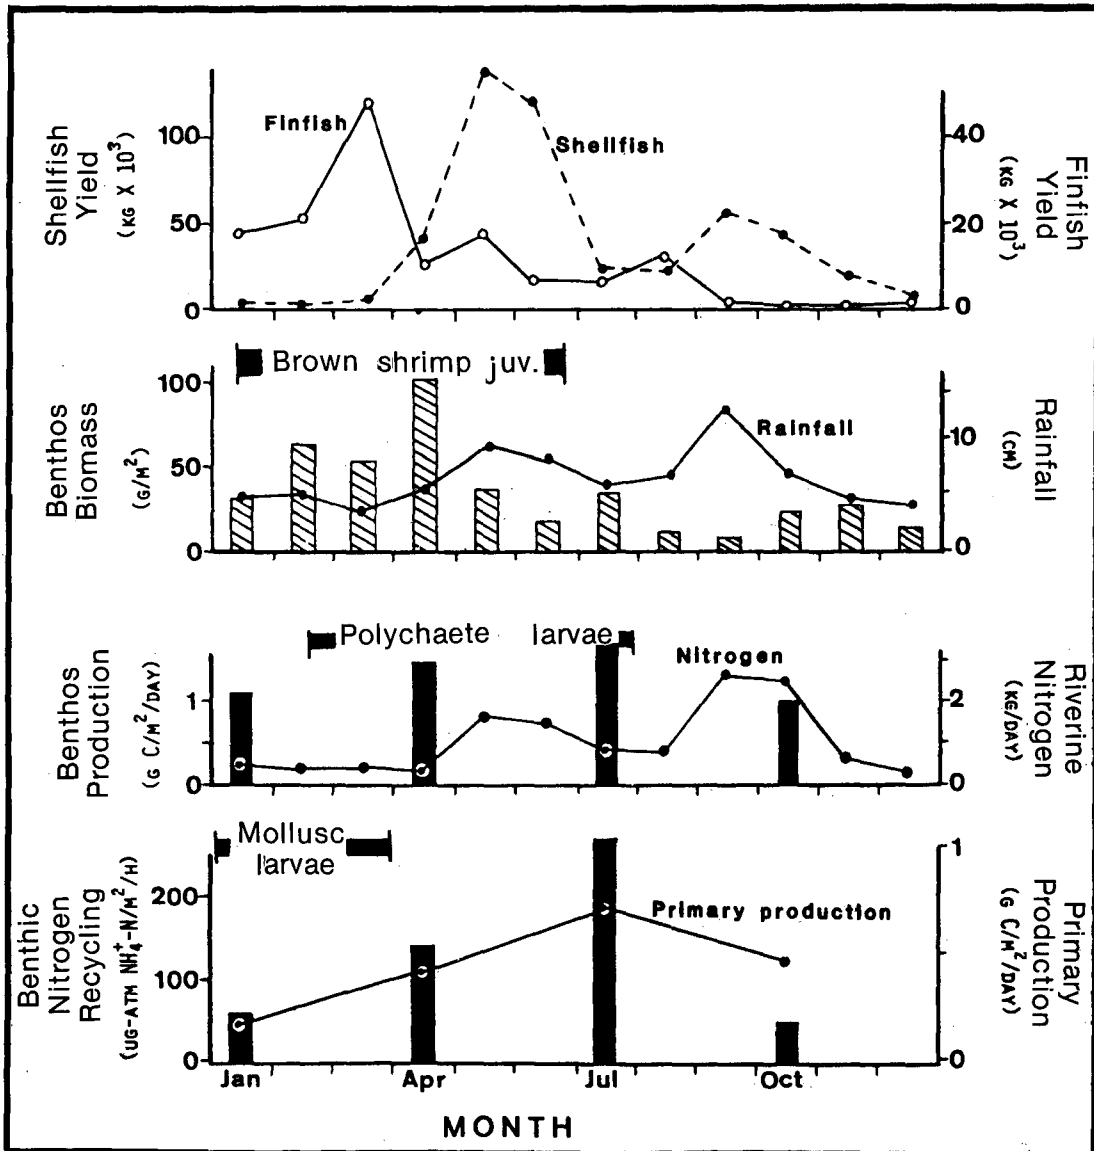 Shellfish
Yield
(KG X 10³)
100
50
0
Finfish
Shellfish
40
20
0
Finfish
Yield
(KG X 10³)
Benthos
Biomass
(G/M²)
100
50
0
Brown shrimp juv.
Rainfall
10
0
Rainfall
(CM)
Benthos
Production
(G C/M²/DAY)
1
0
Polychaete larvae
Nitrogen
2
0
Riverine
Nitrogen
(KG/DAY)
Benthic
Nitrogen
Recycling
(UG-ATM NH₄⁺-N/M²/H)
200
100
0
Mollusc
larvae
Primary production
1
0
Primary
Production
(G C/M²/DAY)
Jan Apr Jul Oct
MONTH